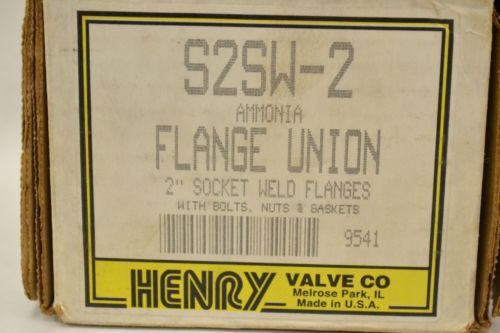 S2SW-2
AMMONIA
FLANGE UNION
2" SOCKET WELD FLANGES
WITH BOLTS, NUTS & GASKETS
9541
HENRY VALVE CO
Melrose Park, IL
Made in U.S.A.